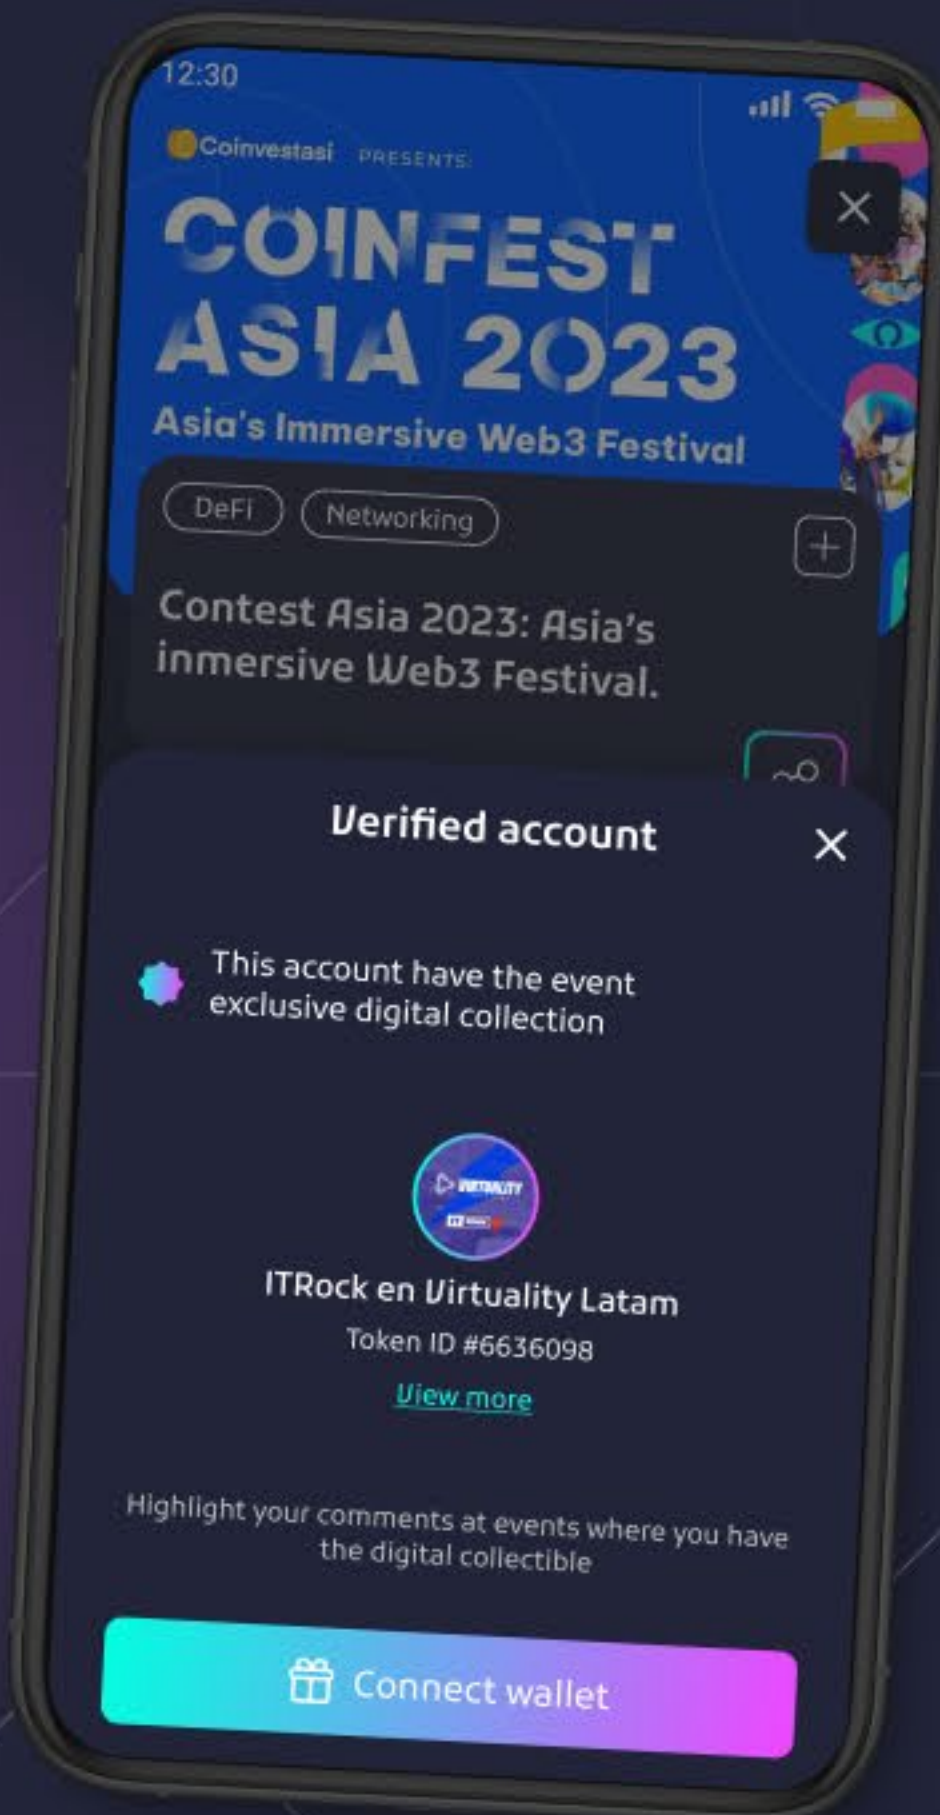 12:30
Coinvestasi PRESENTS:
COINFEST
ASIA 2023
Asia's Immersive Web3 Festival
DeFi
Networking
Contest Asia 2023: Asia's
inmersive Web3 Festival.
Verified account
This account have the event
exclusive digital collection
VIRTUALITY
ITRock en Virtuality Latam
Token ID #6636098
View more
Highlight your comments at events where you have
the digital collectible
Connect wallet